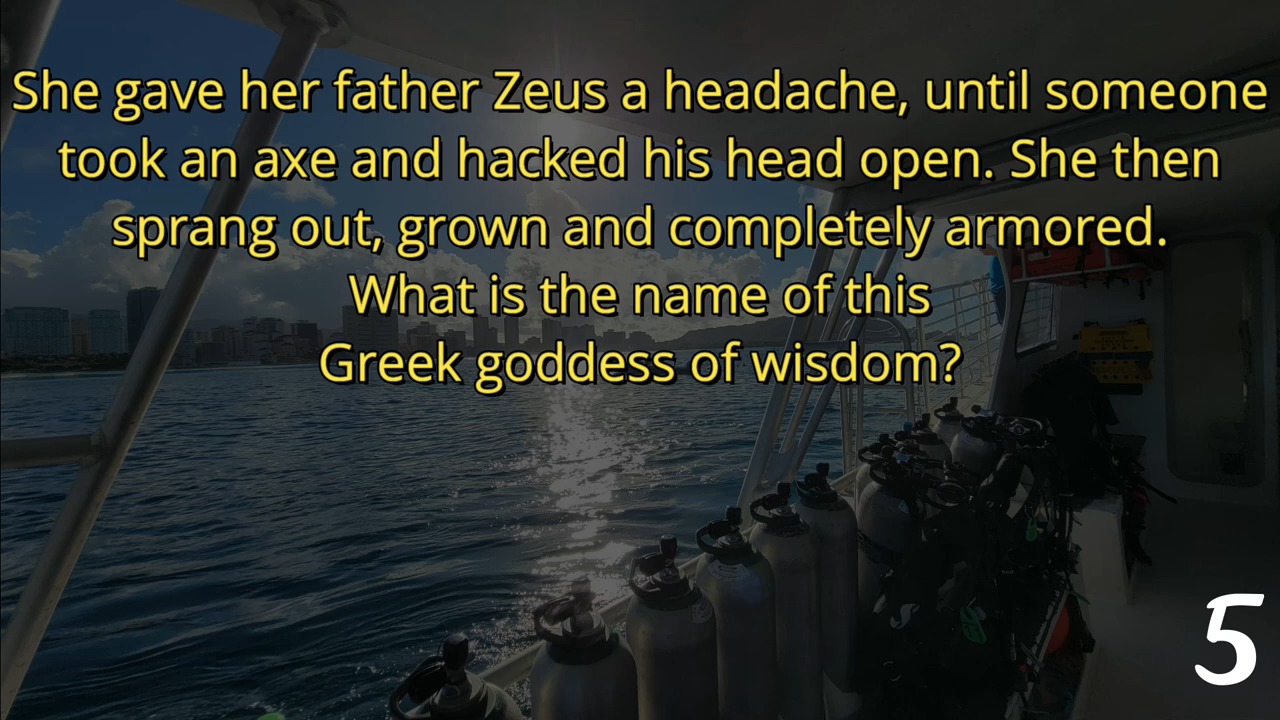 She gave her father Zeus a headache, until someone
took an axe and hacked his head open. She then
sprang out, grown and completely armored.
What is the name of this
Greek goddess of wisdom?
5